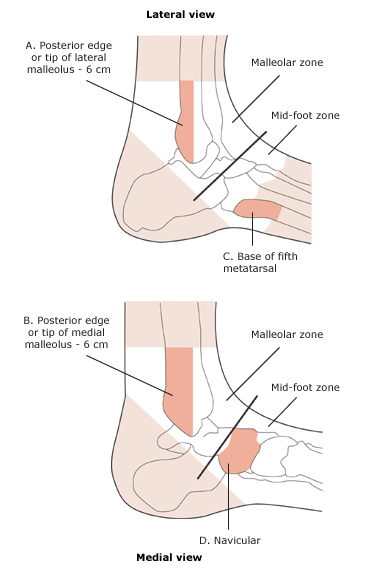 Lateral view
A. Posterior edge
or tip of lateral
malleolus - 6 cm
Malleolar zone
Mid-foot zone
C. Base of fifth
metatarsal
B. Posterior edge
or tip of medial
malleolus - 6 cm
Malleolar zone
Mid-foot zone
D. Navicular
Medial view